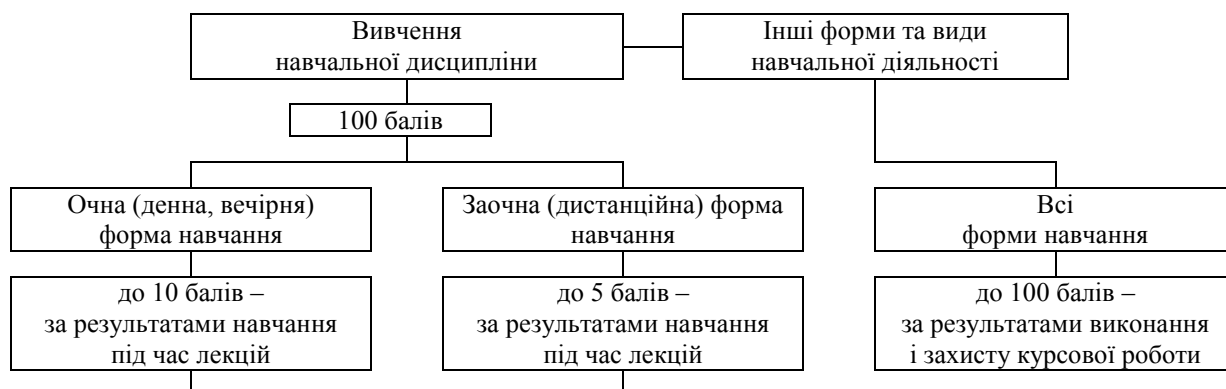 Вивчення
навчальної дисципліни
Інші форми та види
навчальної діяльності
100 балів
Очна (денна, вечірня)
форма навчання
Заочна (дистанційна) форма
навчання
Всі
форми навчання
до 10 балів –
за результатами навчання
під час лекцій
до 5 балів –
за результатами навчання
під час лекцій
до 100 балів –
за результатами виконання
і захисту курсової роботи